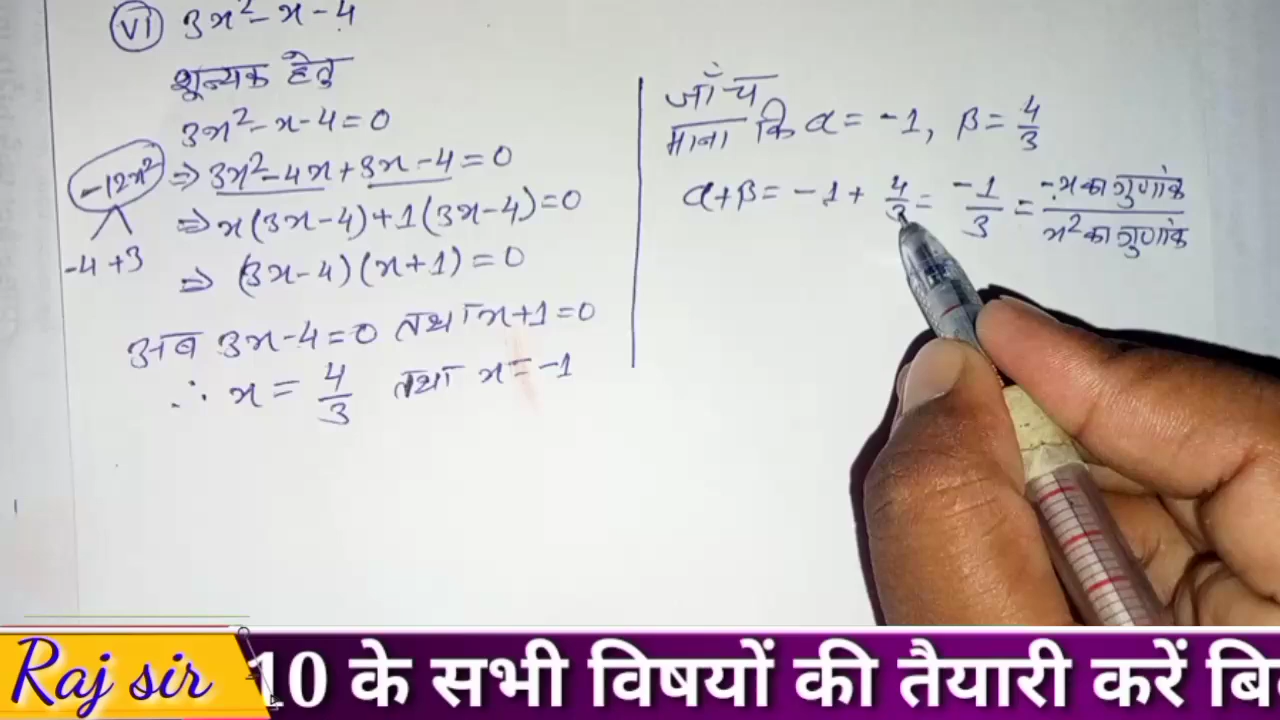 (vi) 3x² - x - 4
शून्यक हेतु
3x² - x - 4 = 0
-12x²
-4 +3
⇒ 3x² - 4x + 3x - 4 = 0
⇒ x(3x - 4) + 1(3x - 4) = 0
⇒ (3x - 4)(x + 1) = 0
अब 3x - 4 = 0 तथा x + 1 = 0
∴ x = 4/3 तथा x = -1
जाँच
माना कि α = -1, β = 4/3
α + β = -1 + 4/3 = -1/3 = -x का गुणांक/x² का गुणांक
Raj sir
10 के सभी विषयों की तैयारी करें